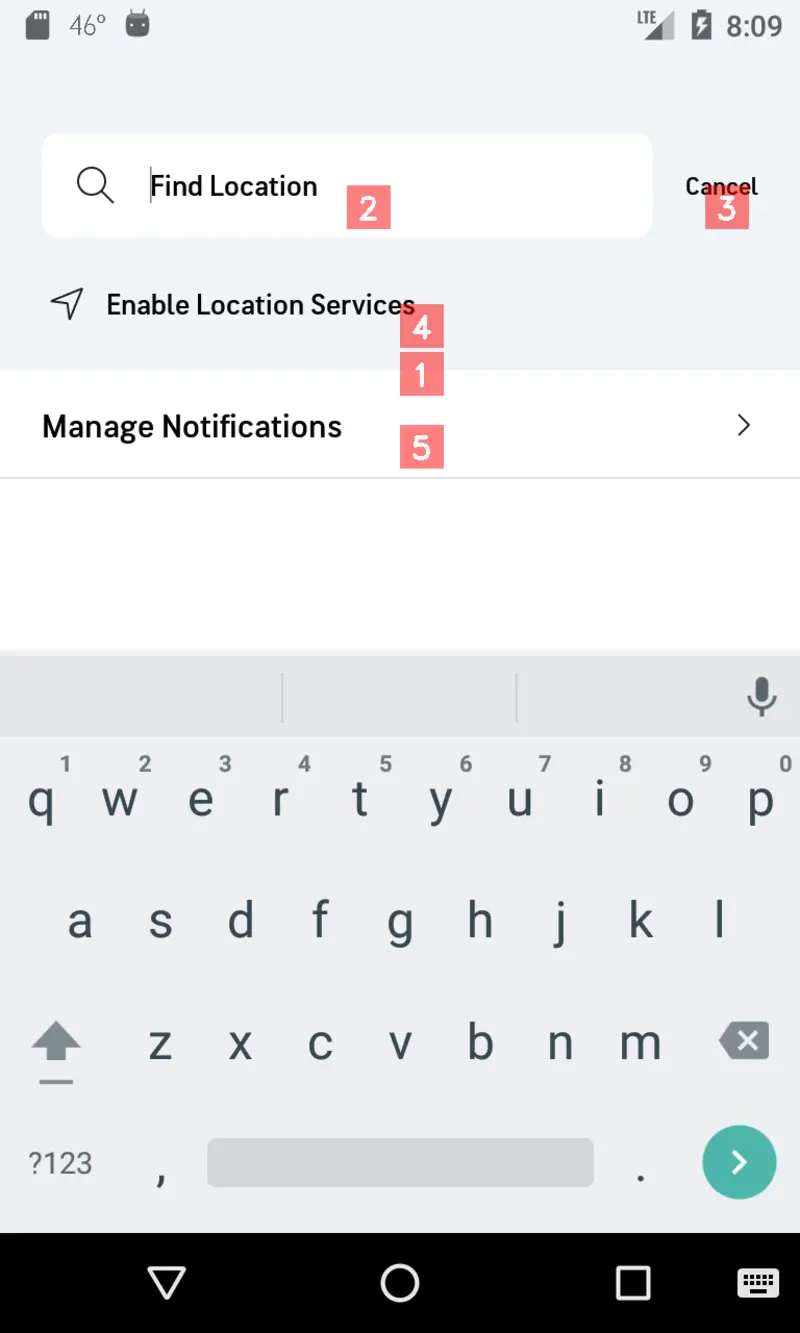 46° LTE 8:09
Find Location Cancel
2 3
Enable Location Services
4
1
Manage Notifications
5
1 2 3 4 5 6 7 8 9 0
q w e r t y u i o p
a s d f g h j k l
z x c v b n m
?123 , .